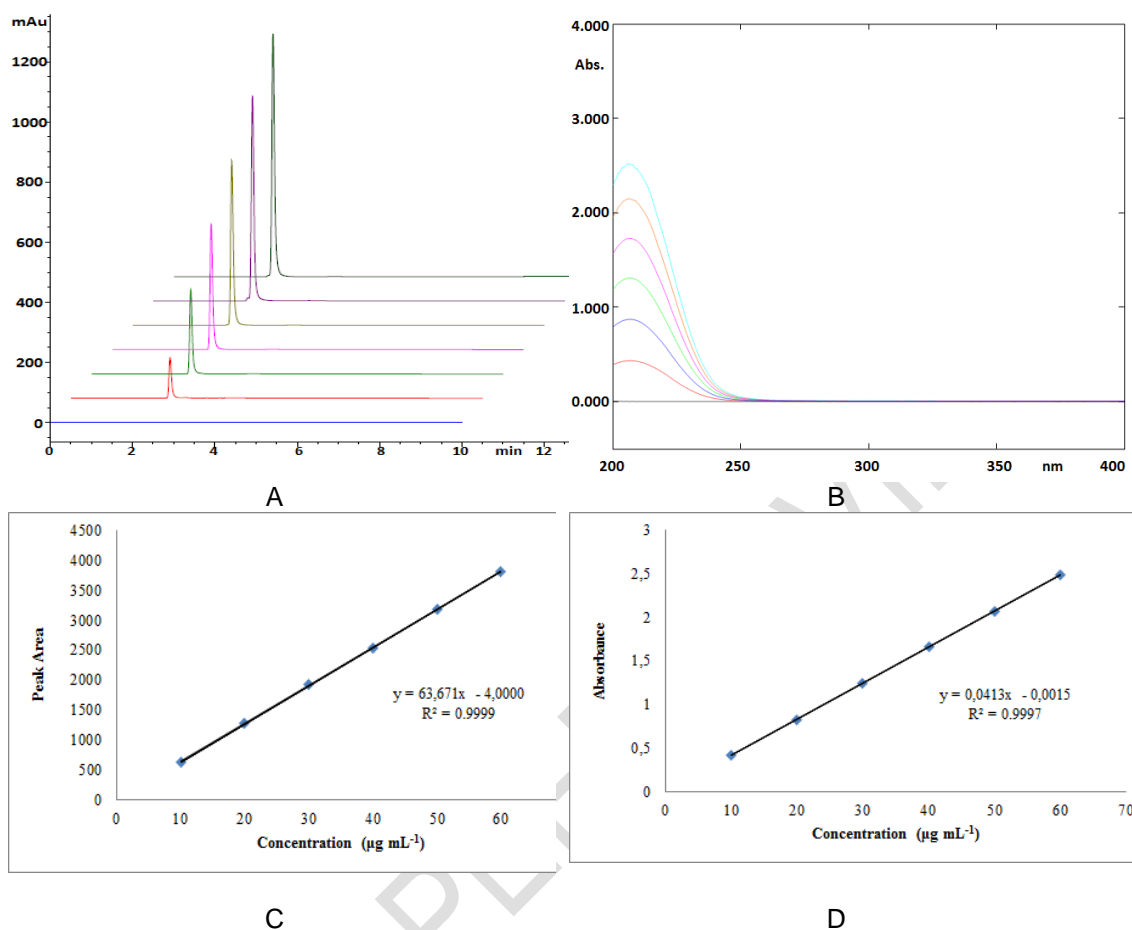 mAu
1200
1000
800
600
400
200
0
0 2 4 6 8 10 min 12
A
4.000
Abs.
3.000
2.000
1.000
0.000
200 250 300 350 nm 400
B
4500
4000
3500
3000
2500
2000
1500
1000
500
0
Peak Area
y = 63,671x - 4,0000
R² = 0.9999
0 10 20 30 40 50 60
Concentration (µg mL⁻¹)
C
3
2,5
2
1,5
1
0,5
0
Absorbance
y = 0,0413x - 0,0015
R² = 0.9997
0 10 20 30 40 50 60 70
Concentration (µg mL⁻¹)
D